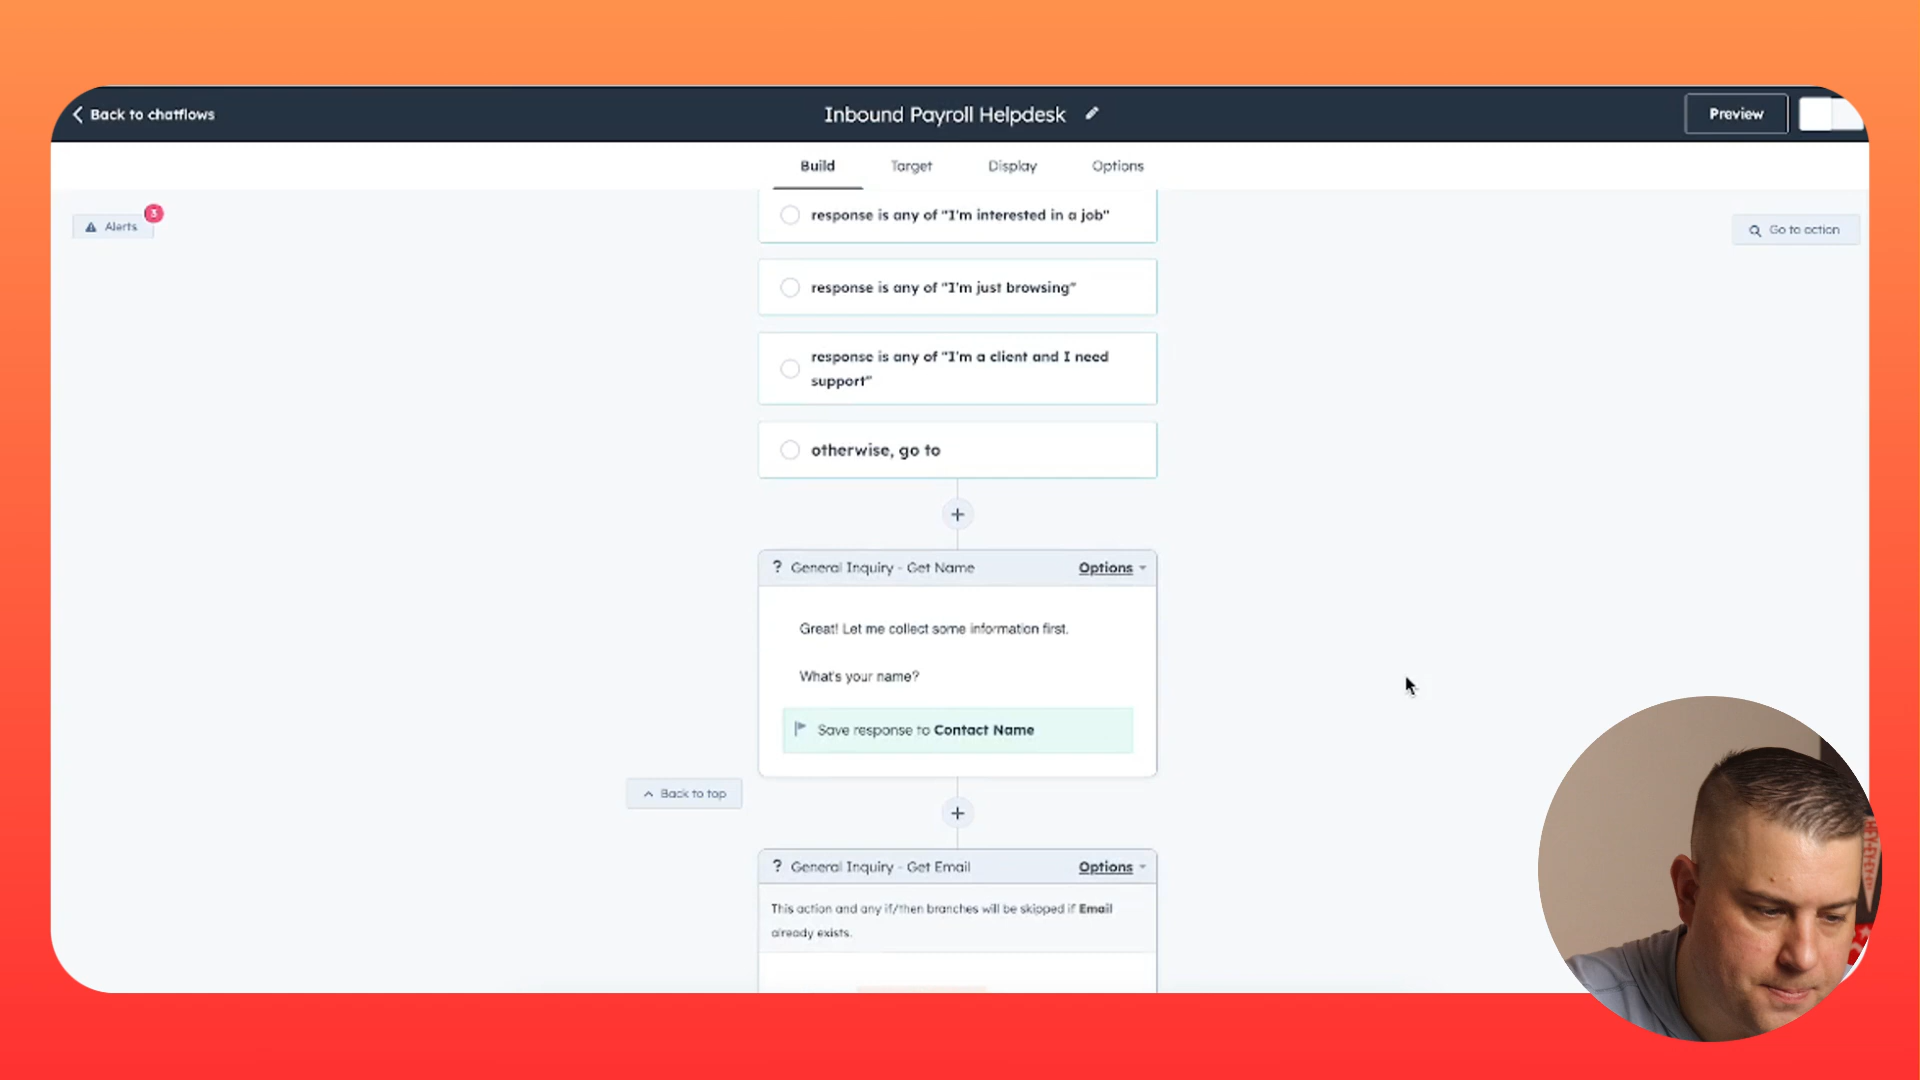 Back to chatflows
Inbound Payroll Helpdesk
Preview
Build
Target
Display
Options
Alerts
3
Go to action
response is any of "I'm interested in a job"
response is any of "I'm just browsing"
response is any of "I'm a client and I need
support"
otherwise, go to
? General Inquiry - Get Name
Options
Great! Let me collect some information first.
What's your name?
Save response to Contact Name
Back to top
? General Inquiry - Get Email
Options
This action and any if/then branches will be skipped if Email
already exists.